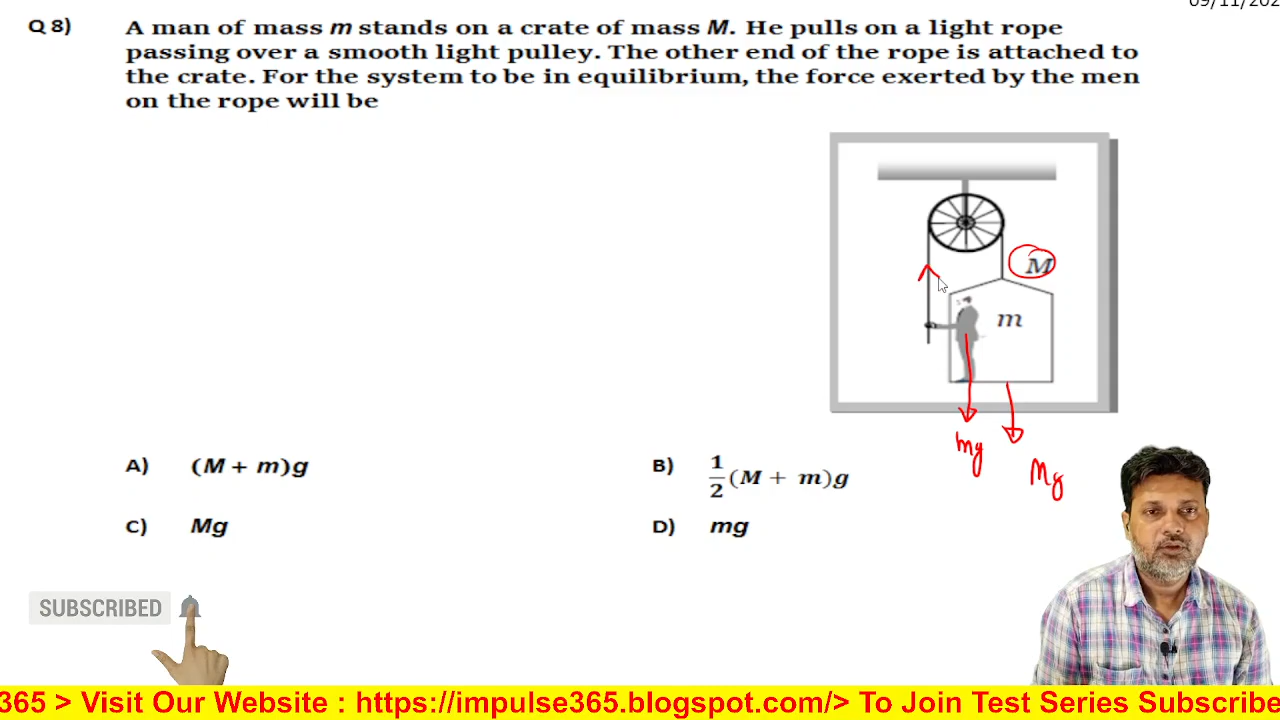 09/11/202
Q 8) A man of mass m stands on a crate of mass M. He pulls on a light rope
passing over a smooth light pulley. The other end of the rope is attached to
the crate. For the system to be in equilibrium, the force exerted by the men
on the rope will be
M
m
mg
Mg
A) (M + m)g
B) 1/2 (M + m)g
C) Mg
D) mg
SUBSCRIBED
365 > Visit Our Website : https://impulse365.blogspot.com/> To Join Test Series Subscribe